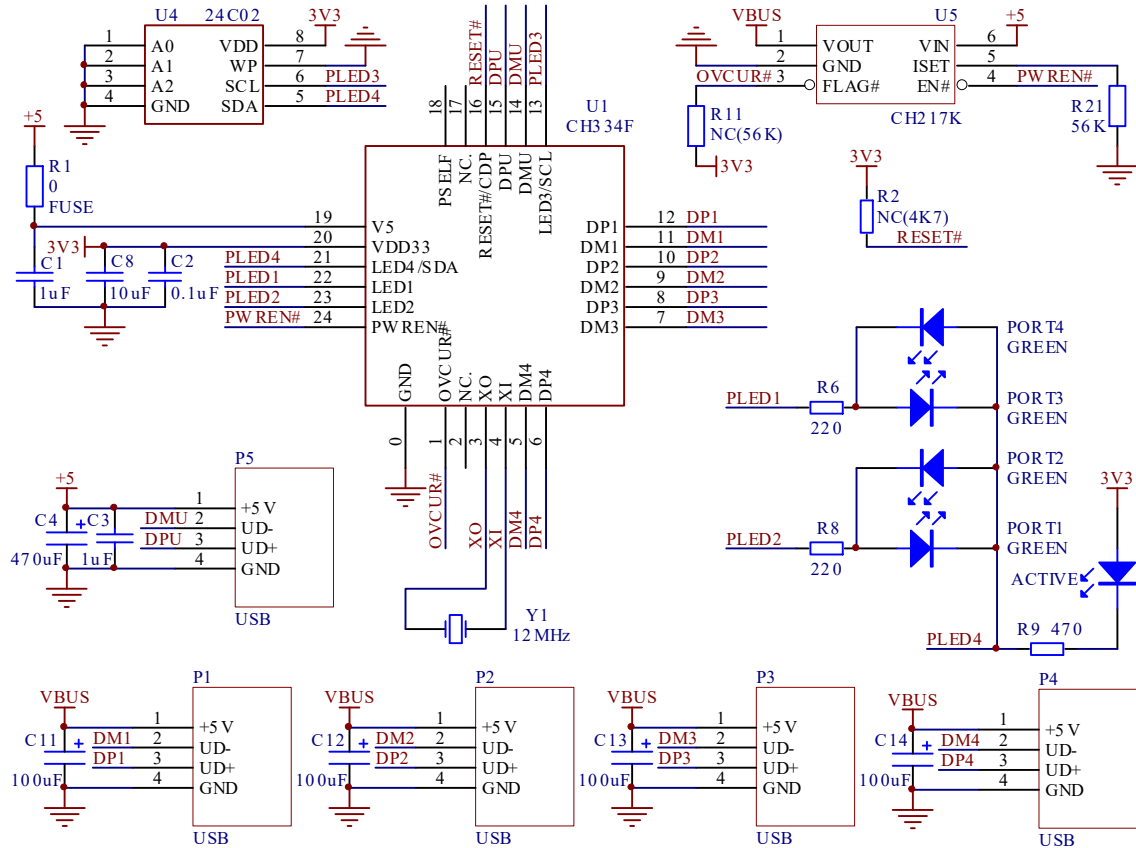 U4 24C02
1 A0 VDD 8 3V3
2 A1 WP 7
3 A2 SCL 6 PLED3
4 GND SDA 5 PLED4
VBUS U5 +5
1 VOUT VIN 6
2 GND ISET 5
OVCUR# 3 FLAG# EN# 4 PWREN#
CH217K
R11
NC(56K)
3V3
R21
56K
3V3
R2
NC(4K7)
RESET#
+5
R1
0
FUSE
RESET# DPU DMU PLED3
18 17 16 15 14 13
U1
CH334F
PSELF NC. RESET#/CDP DPU DMU LED3/SCL
19 V5
3V3 20 VDD33
PLED4 21 LED4/SDA
PLED1 22 LED1
PLED2 23 LED2
PWREN# 24 PWREN#
DP1 12 DP1
DM1 11 DM1
DP2 10 DP2
DM2 9 DM2
DP3 8 DP3
DM3 7 DM3
C1
1uF
C8
10uF
C2
0.1uF
GND OVCUR# NC. XO XI DM4 DP4
0 1 2 3 4 5 6
OVCUR# XO XI DM4 DP4
Y1
12MHz
PORT4
GREEN
PLED1 R6
220
PORT3
GREEN
PORT2
GREEN
PLED2 R8
220
PORT1
GREEN
3V3
ACTIVE
PLED4 R9 470
P5
+5
C4 + C3
470uF 1uF
1 +5V
DMU 2 UD-
DPU 3 UD+
4 GND
USB
P1
VBUS
1 +5V
C11 + DM1 2 UD-
DP1 3 UD+
100uF 4 GND
USB
P2
VBUS
1 +5V
C12 + DM2 2 UD-
DP2 3 UD+
100uF 4 GND
USB
P3
VBUS
1 +5V
C13 + DM3 2 UD-
DP3 3 UD+
100uF 4 GND
USB
P4
VBUS
1 +5V
C14 + DM4 2 UD-
DP4 3 UD+
100uF 4 GND
USB